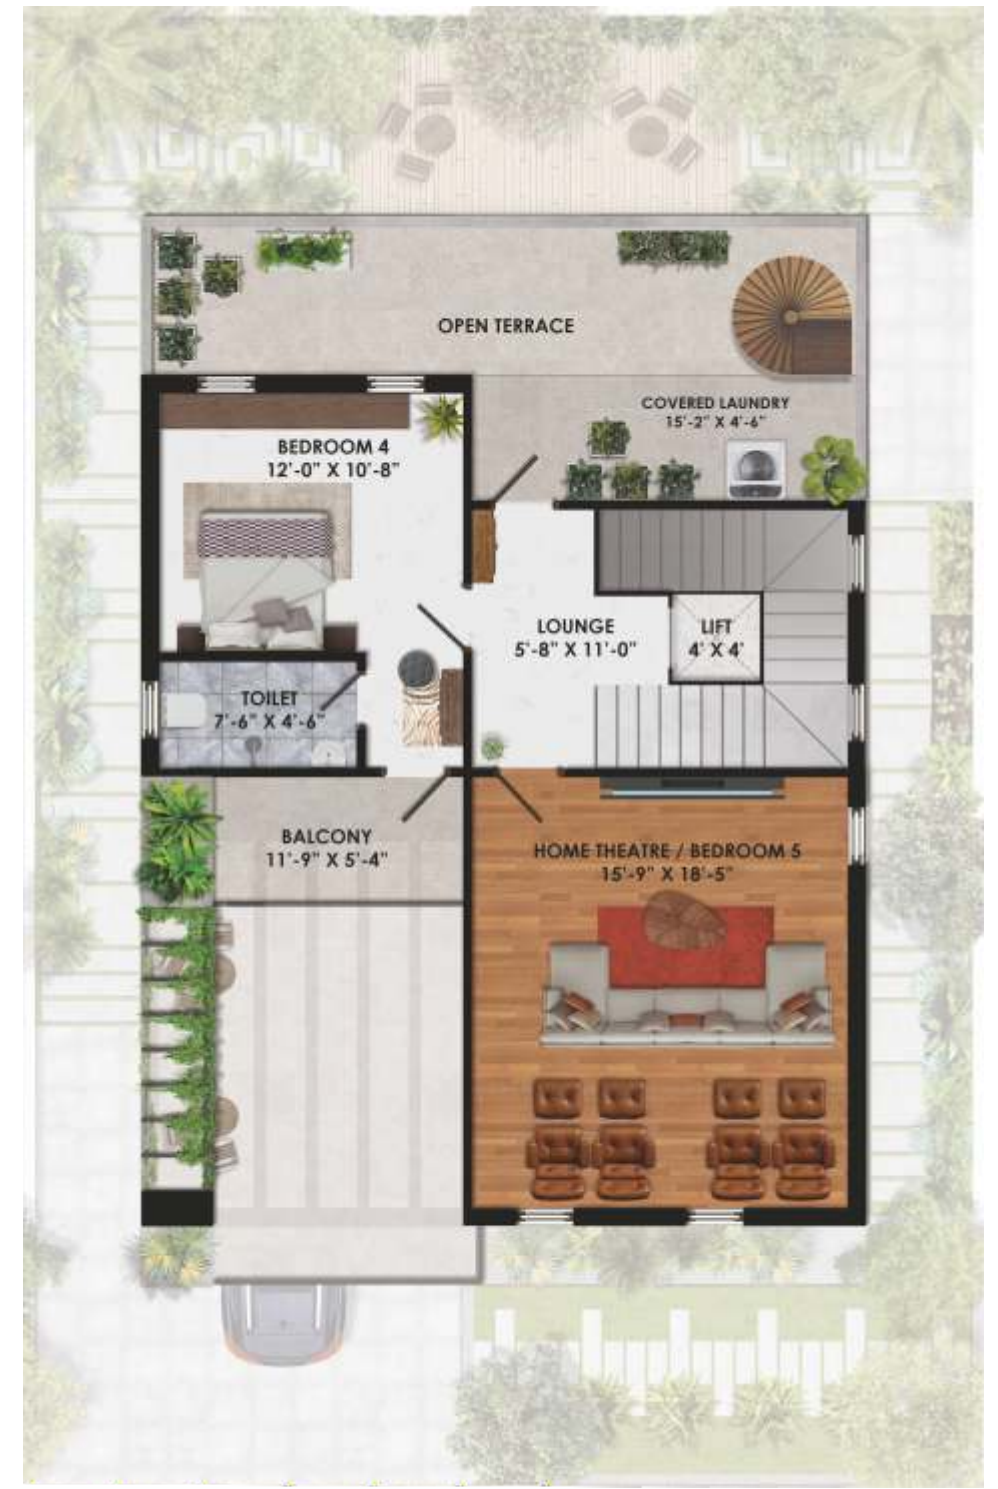 OPEN TERRACE
COVERED LAUNDRY
15'-2" X 4'-6"
BEDROOM 4
12'-0" X 10'-8"
LOUNGE
5'-8" X 11'-0"
LIFT
4' X 4'
TOILET
7'-6" X 4'-6"
BALCONY
11'-9" X 5'-4"
HOME THEATRE / BEDROOM 5
15'-9" X 18'-5"